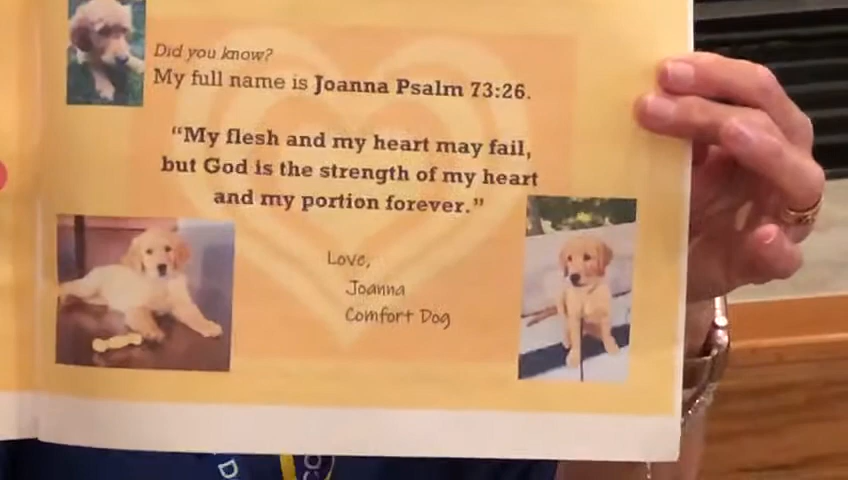 Did you know?
My full name is Joanna Psalm 73:26.
“My flesh and my heart may fail,
but God is the strength of my heart
and my portion forever.”
Love,
Joanna
Comfort Dog